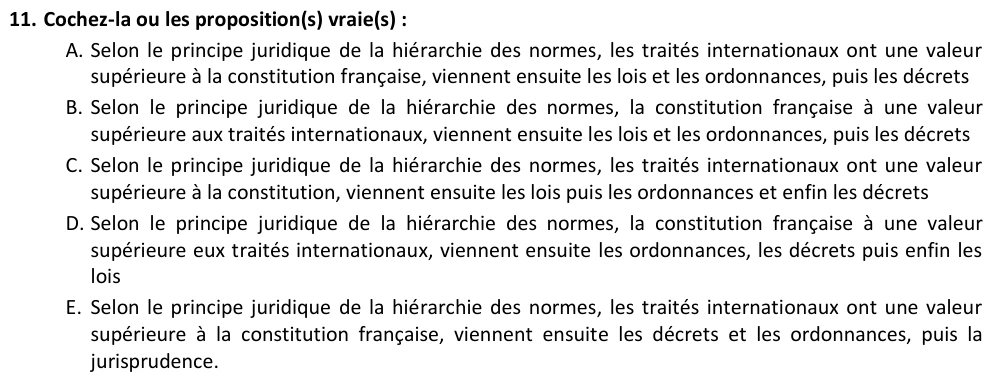 11. Cochez-la ou les proposition(s) vraie(s) :
A. Selon le principe juridique de la hiérarchie des normes, les traités internationaux ont une valeur
supérieure à la constitution française, viennent ensuite les lois et les ordonnances, puis les décrets
B. Selon le principe juridique de la hiérarchie des normes, la constitution française à une valeur
supérieure aux traités internationaux, viennent ensuite les lois et les ordonnances, puis les décrets
C. Selon le principe juridique de la hiérarchie des normes, les traités internationaux ont une valeur
supérieure à la constitution, viennent ensuite les lois puis les ordonnances et enfin les décrets
D. Selon le principe juridique de la hiérarchie des normes, la constitution française à une valeur
supérieure eux traités internationaux, viennent ensuite les ordonnances, les décrets puis enfin les
lois
E. Selon le principe juridique de la hiérarchie des normes, les traités internationaux ont une valeur
supérieure à la constitution française, viennent ensuite les décrets et les ordonnances, puis la
jurisprudence.